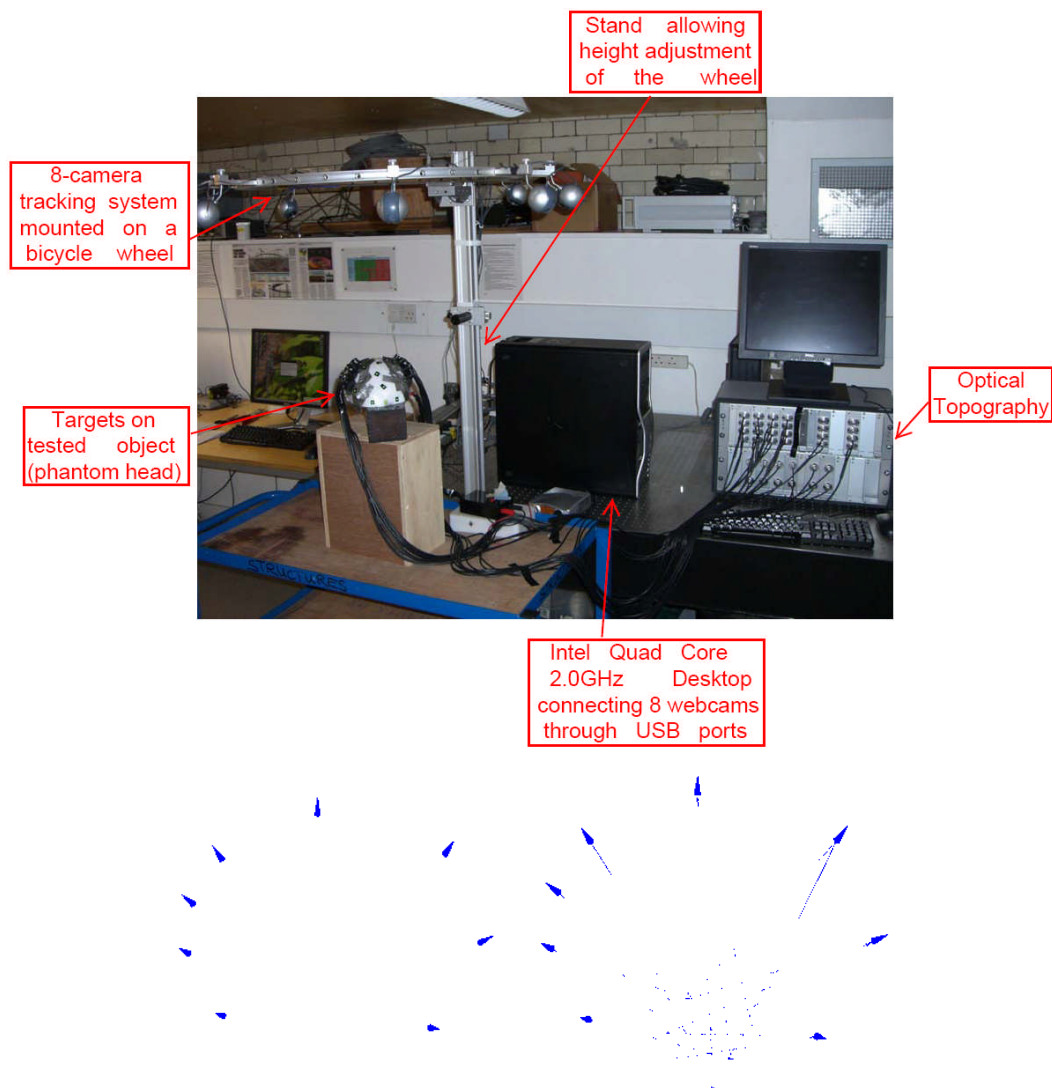 Stand allowing
height adjustment
of the wheel
8-camera
tracking system
mounted on a
bicycle wheel
Targets on
tested object
(phantom head)
Optical
Topography
STRUCTURES
Intel Quad Core
2.0GHz Desktop
connecting 8 webcams
through USB ports